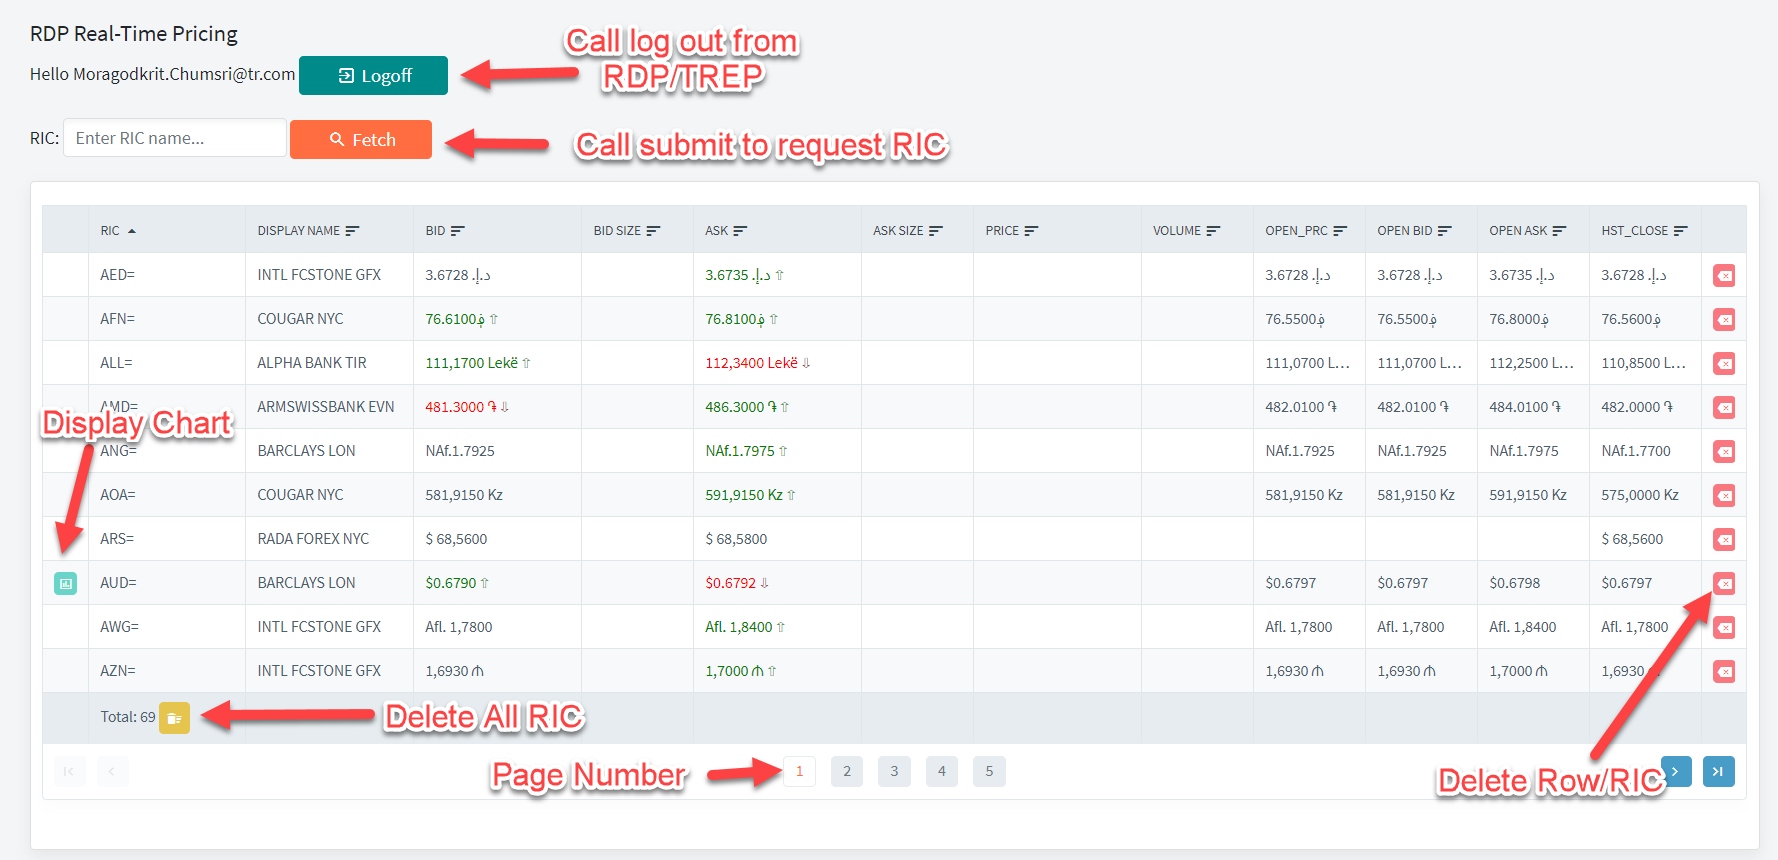 RDP Real-Time Pricing
Call log out from
RDP/TREP
Hello Moragodkrit.Chumsri@tr.com Logoff
RIC: Enter RIC name... Fetch
Call submit to request RIC
RIC DISPLAY NAME BID BID SIZE ASK ASK SIZE PRICE VOLUME OPEN_PRC OPEN BID OPEN ASK HST_CLOSE
AED= INTL FCSTONE GFX 3.6728 د.إ. 3.6735 د.إ. ⇧ 3.6728 د.إ. 3.6728 د.إ. 3.6735 د.إ. 3.6728 د.إ.
AFN= COUGAR NYC 76.6100؋ ⇧ 76.8100؋ ⇧ 76.5500؋ 76.5500؋ 76.8000؋ 76.5600؋
ALL= ALPHA BANK TIR 111,1700 Lekë ⇧ 112,3400 Lekë ⇩ 111,0700 L... 111,0700 L... 112,2500 L... 110,8500 L...
AMD= ARMSWISSBANK EVN 481.3000 ֏ ⇩ 486.3000 ֏ ⇧ 482.0100 ֏ 482.0100 ֏ 484.0100 ֏ 482.0000 ֏
Display Chart
ANG= BARCLAYS LON NAf.1.7925 NAf.1.7975 ⇧ NAf.1.7925 NAf.1.7925 NAf.1.7975 NAf.1.7700
AOA= COUGAR NYC 581,9150 Kz 591,9150 Kz ⇧ 581,9150 Kz 581,9150 Kz 591,9150 Kz 575,0000 Kz
ARS= RADA FOREX NYC $ 68,5600 $ 68,5800 $ 68,5600
AUD= BARCLAYS LON $0.6790 ⇧ $0.6792 ⇩ $0.6797 $0.6797 $0.6798 $0.6797
AWG= INTL FCSTONE GFX Afl. 1,7800 Afl. 1,8400 ⇧ Afl. 1,7800 Afl. 1,7800 Afl. 1,8400 Afl. 1,7800
AZN= INTL FCSTONE GFX 1,6930 ₼ 1,7000 ₼ ⇧ 1,6930 ₼ 1,6930 ₼ 1,7000 ₼ 1,6930
Total: 69 Delete All RIC
Page Number 1 2 3 4 5
Delete Row/RIC